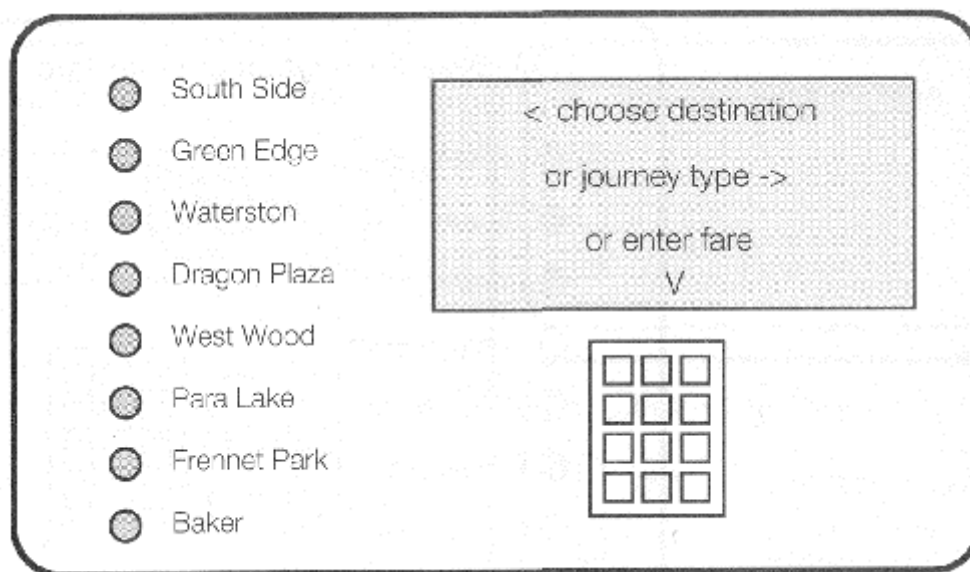 South Side
Green Edge
Waterston
Dragon Plaza
West Wood
Para Lake
Frennet Park
Baker
< choose destination
or journey type ->
or enter fare
V